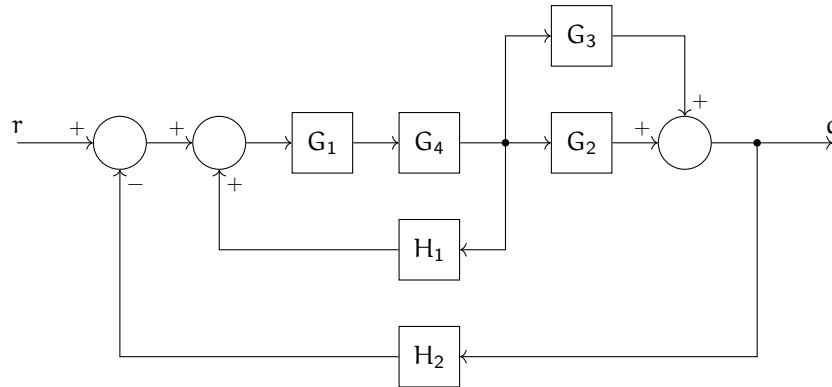 G₃
+
r + + G₁ G₄ G₂ + c
− +
H₁
H₂